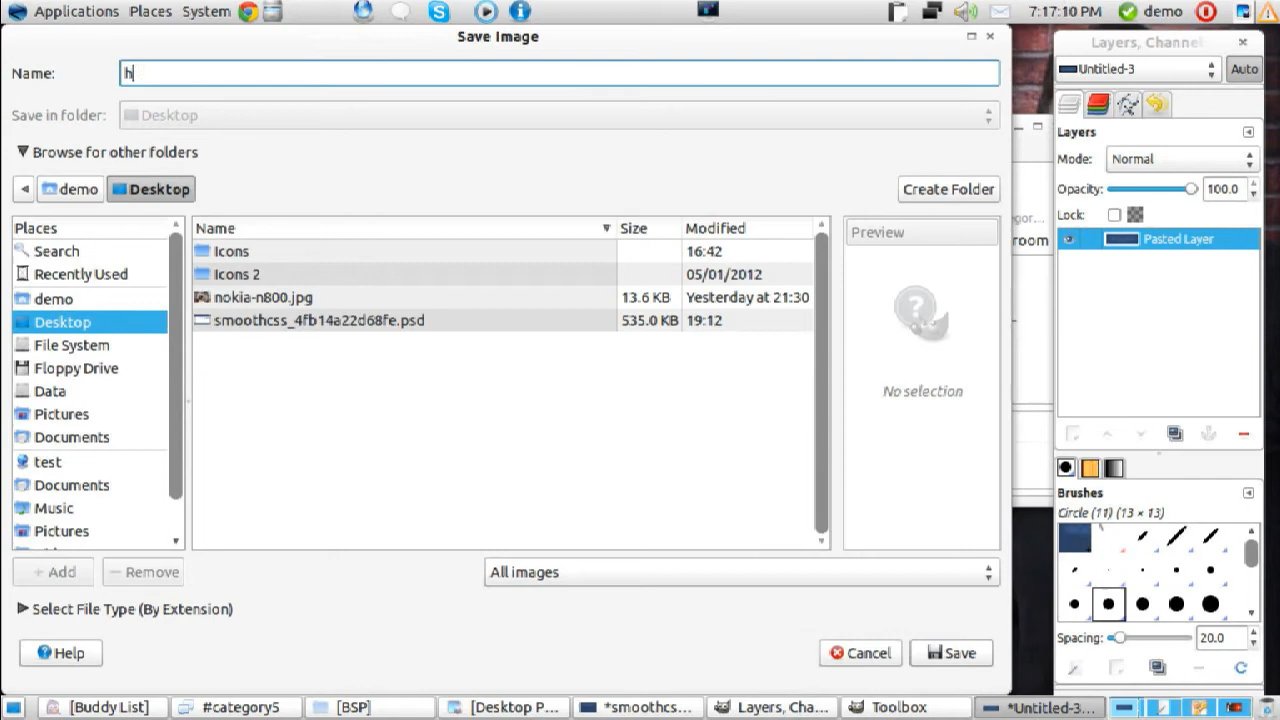 Applications Places System 7:17:10 PM demo
Save Image
Layers, Channel
Name: h
Untitled-3 Auto
Save in folder: Desktop
Layers
Browse for other folders
Mode: Normal
demo Desktop Create Folder
Opacity: 100.0
Lock:
Places Name Size Modified Preview
Pasted Layer
Search Icons 16:42
room
Recently Used Icons 2 05/01/2012
demo nokia-n800.jpg 13.6 KB Yesterday at 21:30
Desktop smoothcss_4fb14a22d68fe.psd 535.0 KB 19:12
File System
Floppy Drive
Data
No selection
Pictures
Documents
test
Documents
Music
Pictures
Brushes
Circle (11) (13 × 13)
+ Add − Remove All images
Select File Type (By Extension)
Spacing: 20.0
Help Cancel Save
[Buddy List] #category5 [BSP] [Desktop P... *smoothcs... Layers, Cha... Toolbox *Untitled-3...